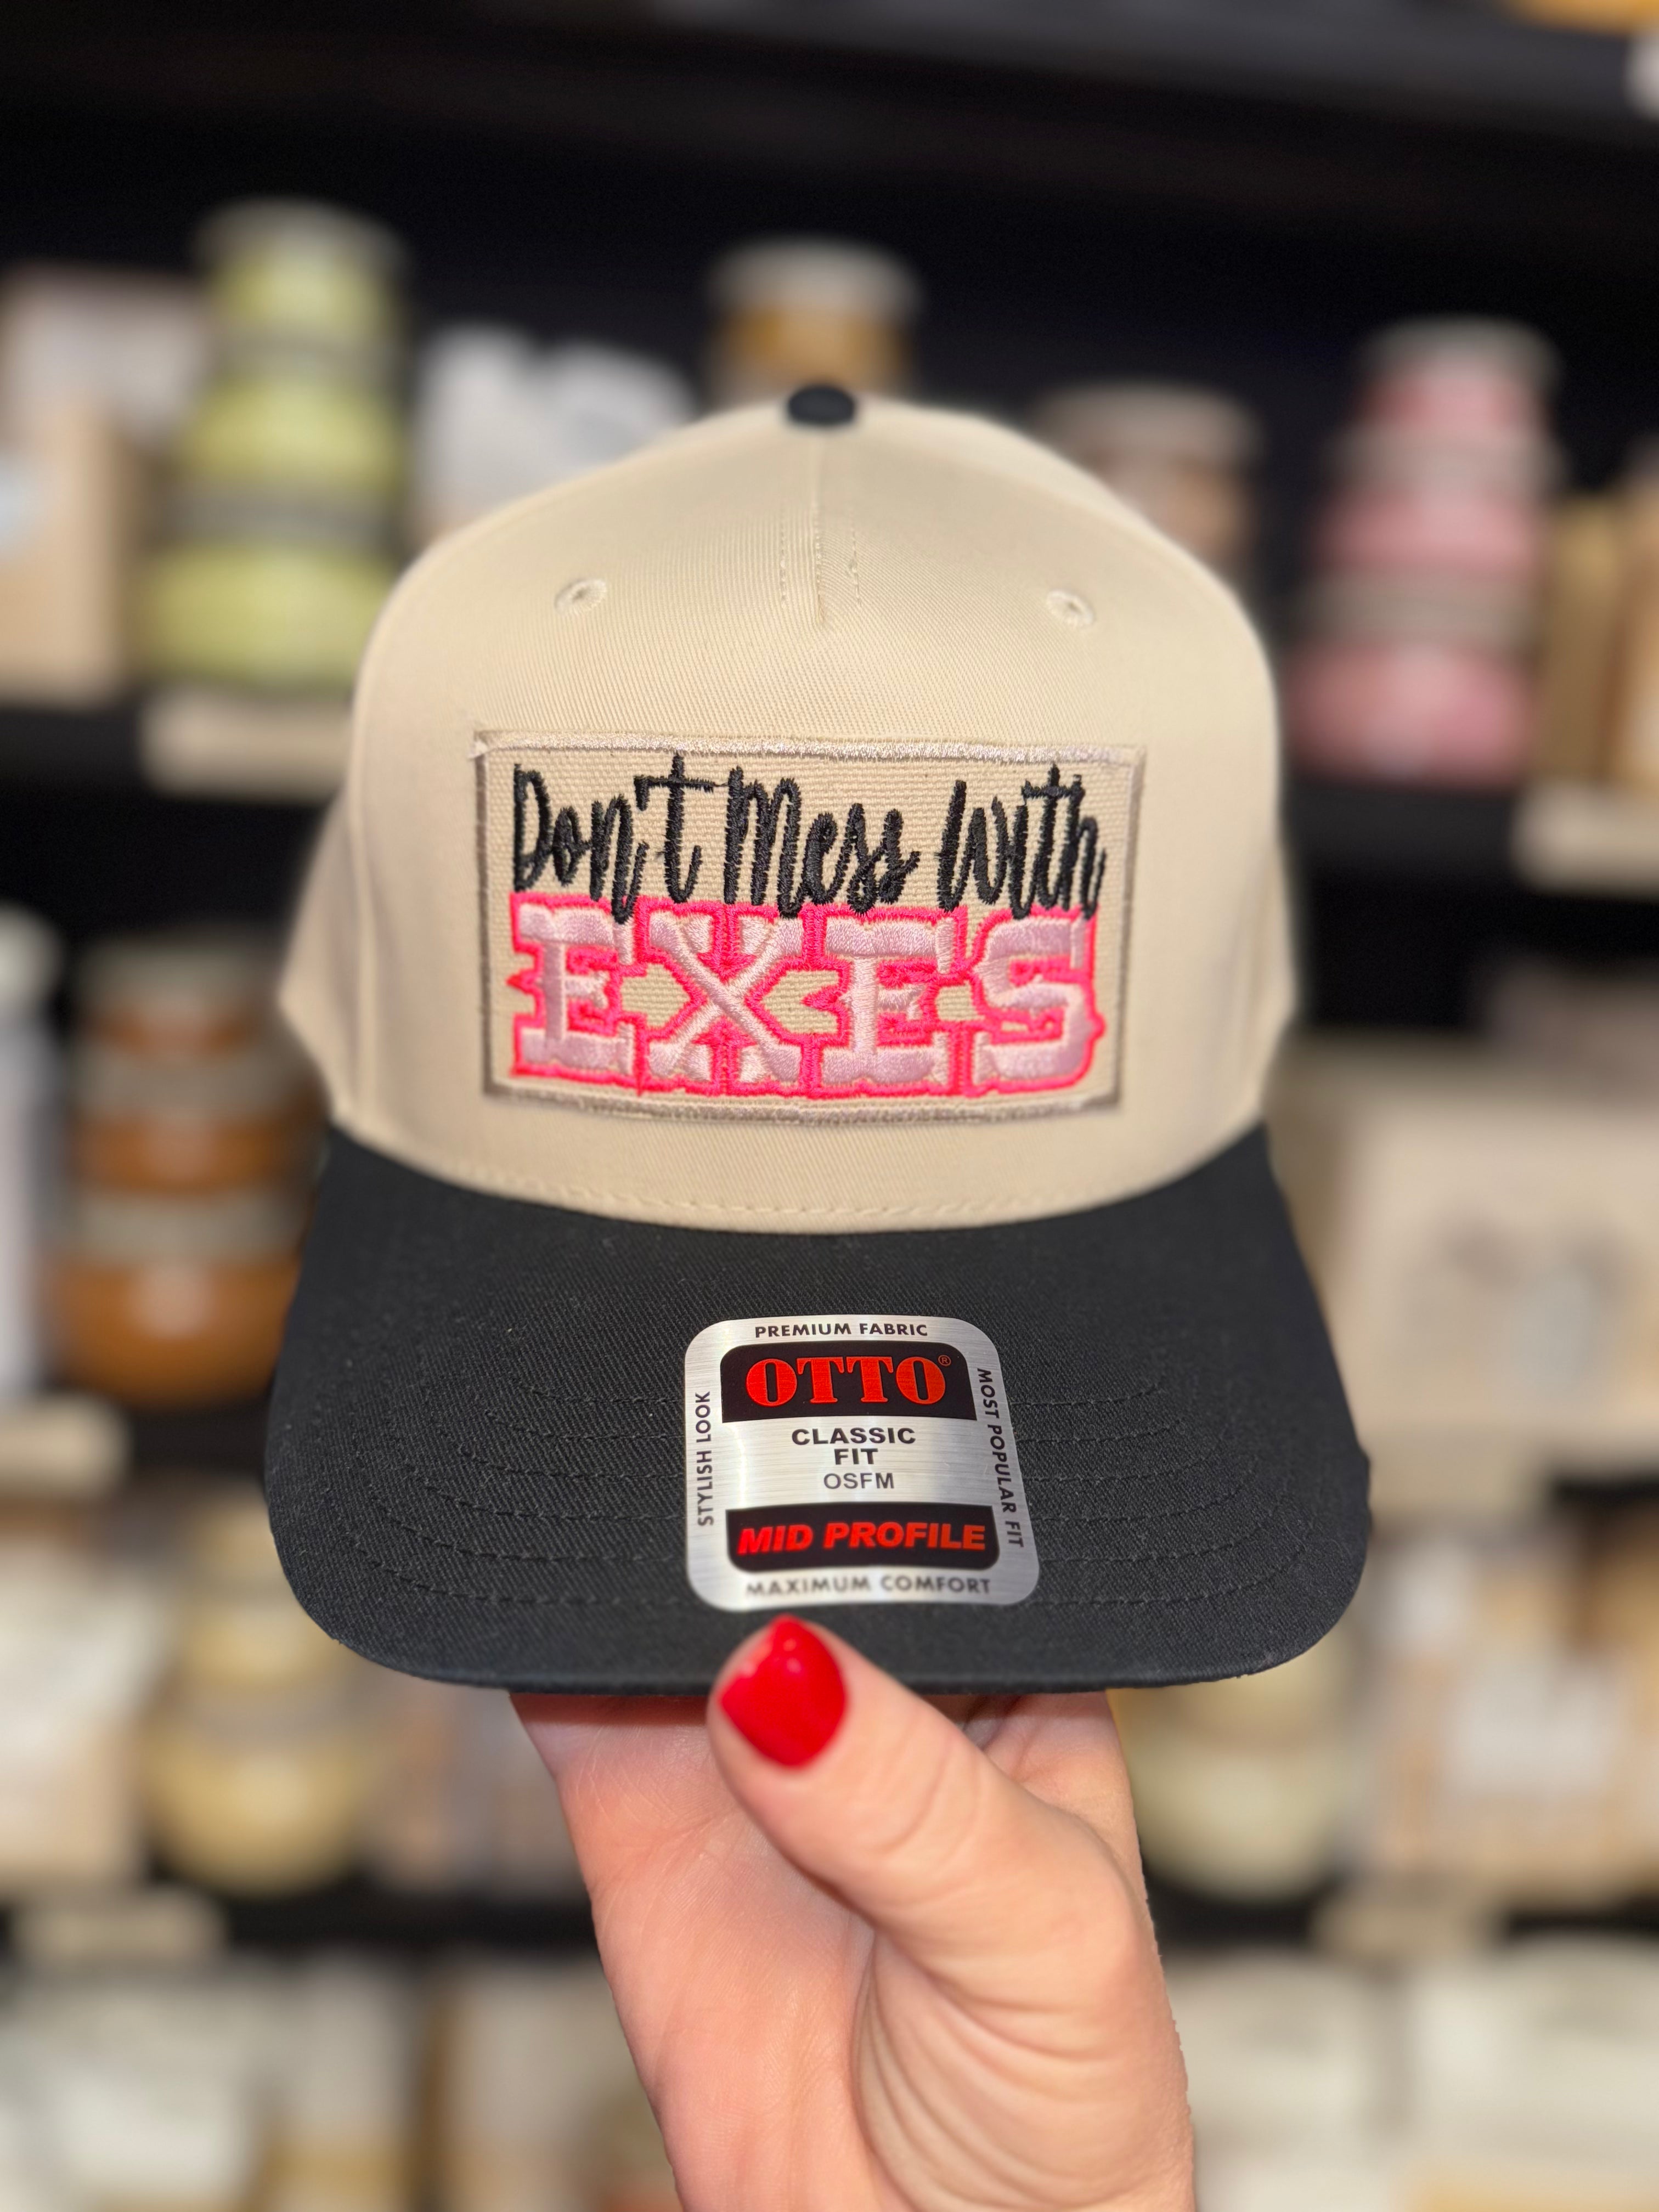 Don't Mess With
EXES
PREMIUM FABRIC
OTTO®
STYLISH LOOK
MOST POPULAR FIT
CLASSIC
FIT
OSFM
MID PROFILE
MAXIMUM COMFORT